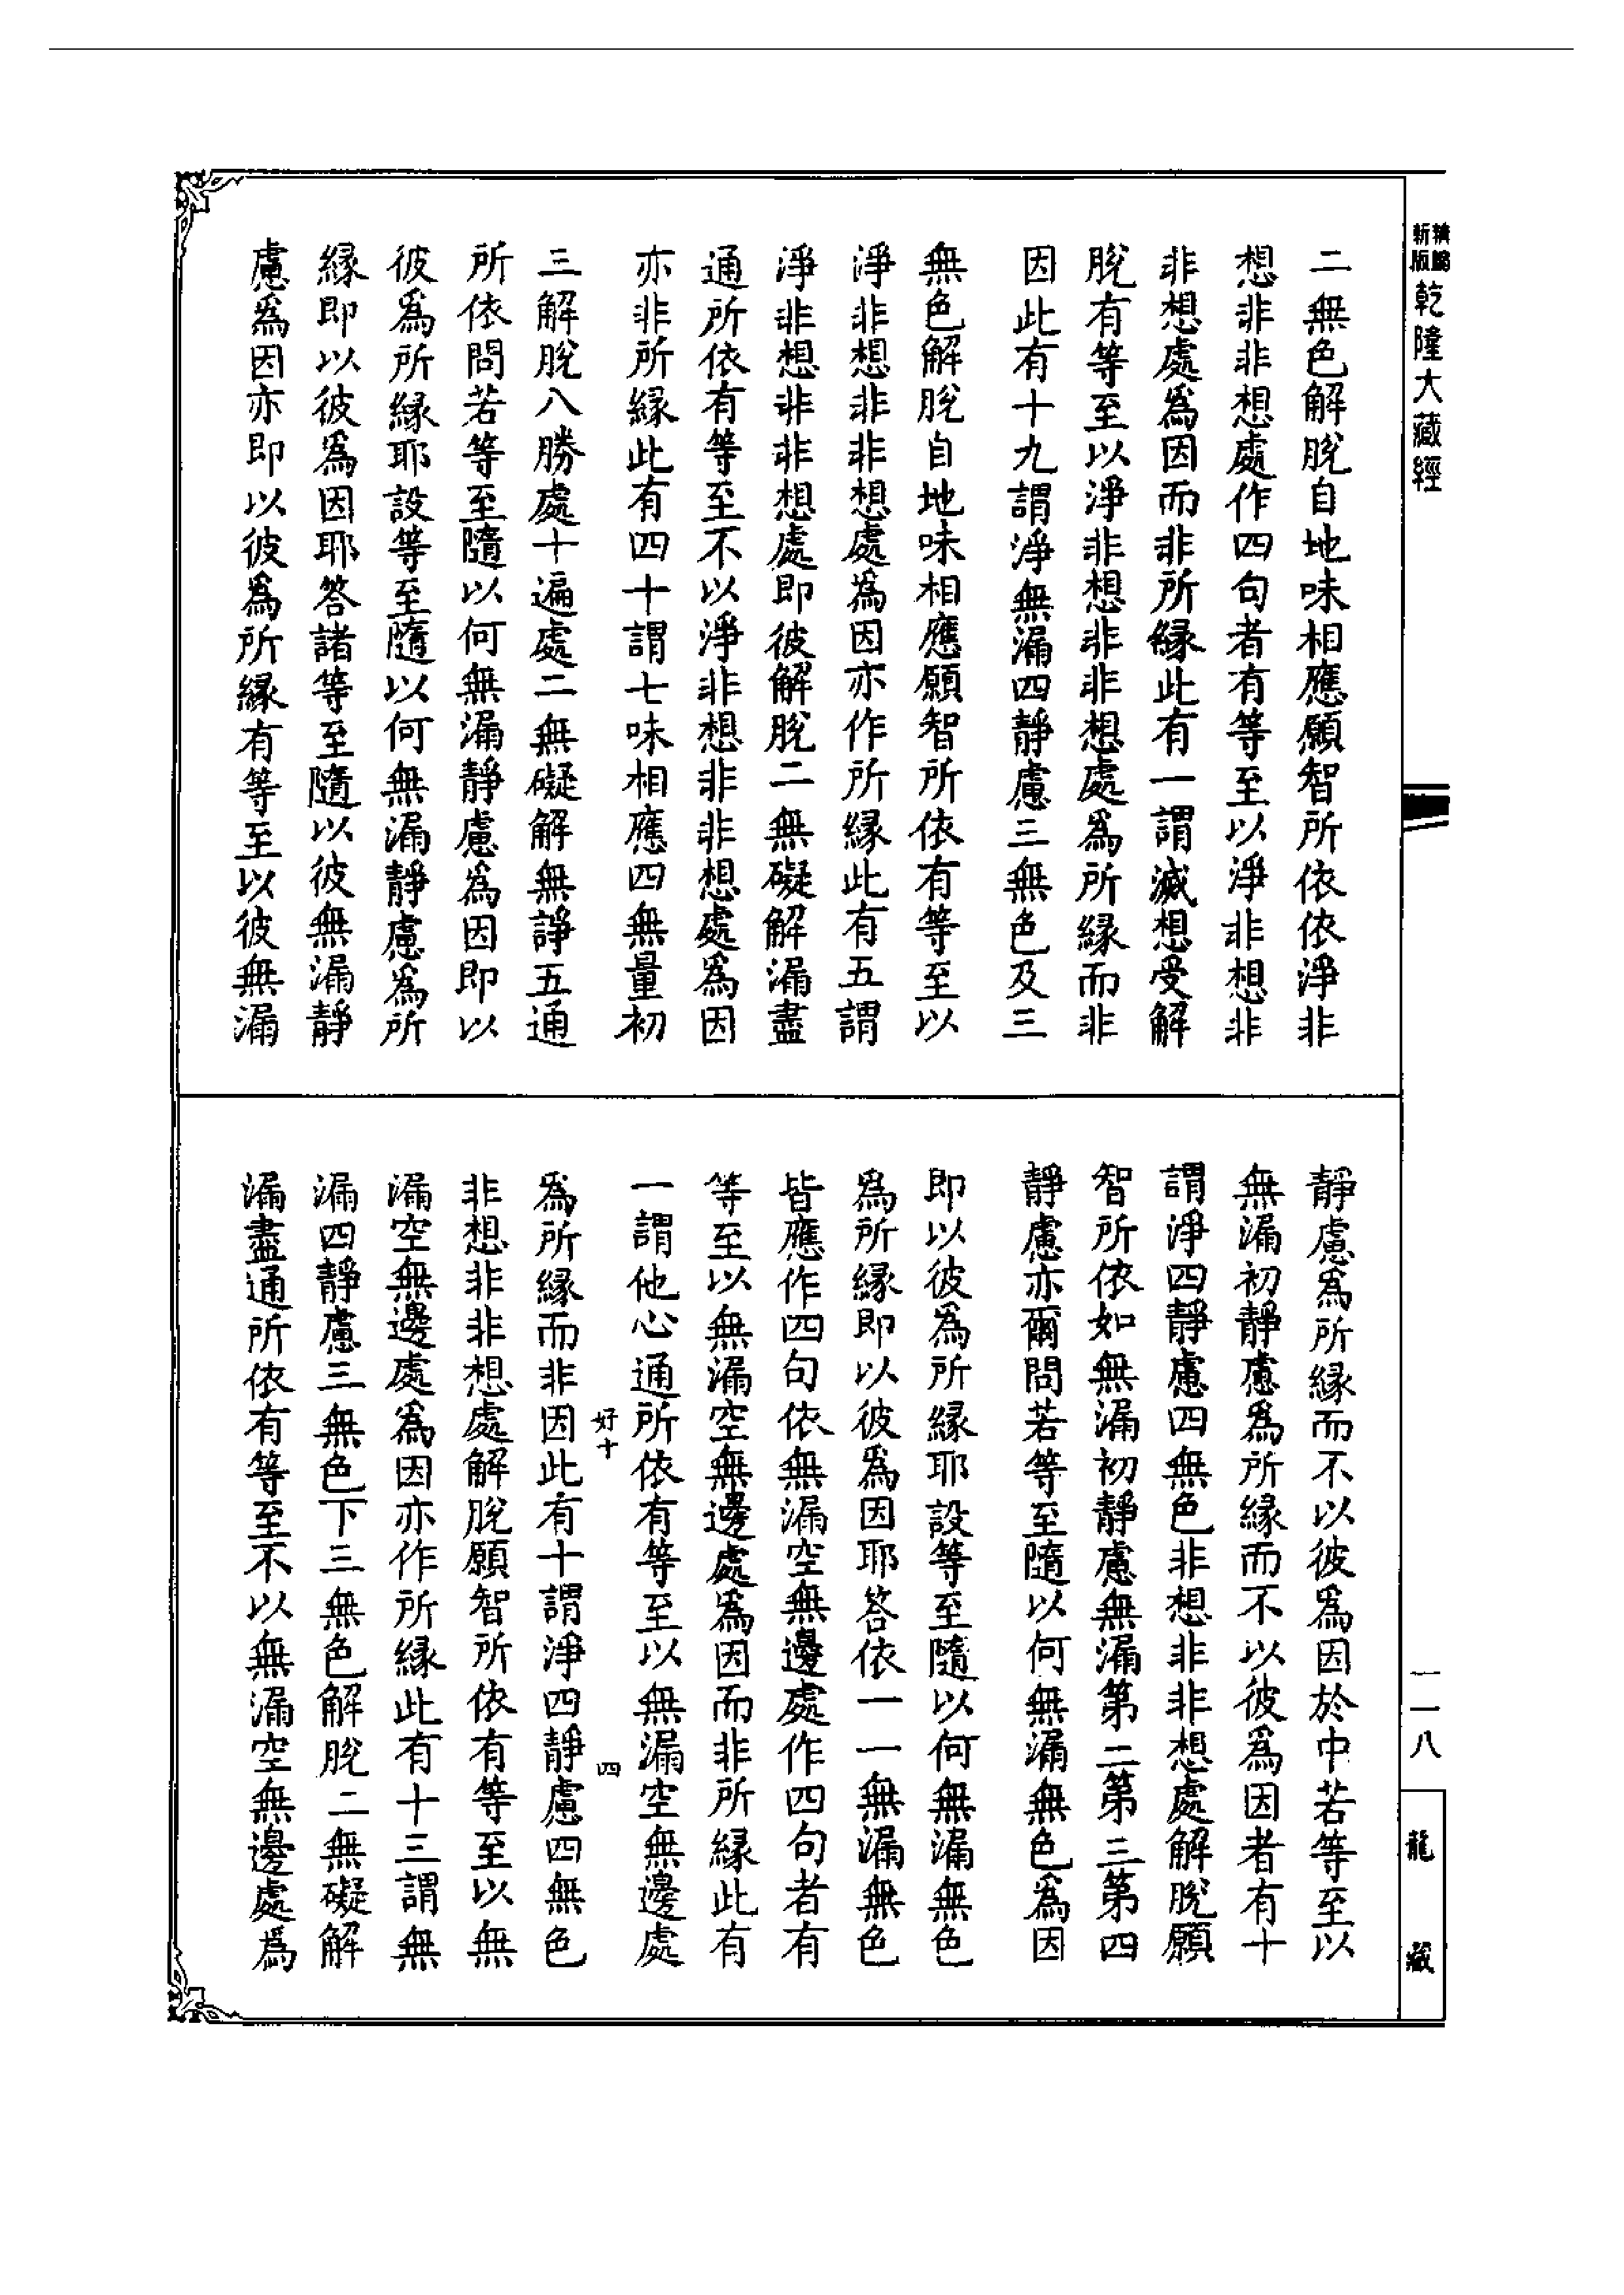 精鵰
新版
乾隆大藏經
二無色解脫自地味相應願智所依依淨非
想非非想處作四句者有等至以淨非想非
非想處為因而非所緣此有一謂滅想受解
脫有等至以淨非想非非想處為所緣而非
因此有十九謂淨無漏四靜慮三無色及三
無色解脫自地味相應願智所依有等至以
淨非想非非想處為因亦作所緣此有五謂
淨非想非非想處即彼解脫二無礙解漏盡
通所依有等至不以淨非想非非想處為因
亦非所緣此有四十謂七味相應四無量初
三解脫八勝處十遍處二無礙解無諍五通
所依問若等至隨以何無漏靜慮為因即以
彼為所緣耶設等至隨以何無漏靜慮為所
緣即以彼為因耶答諸等至隨以彼無漏靜
慮為因亦即以彼為所緣有等至以彼無漏
靜慮為所緣而不以彼為因於中若等至以
無漏初靜慮為所緣而不以彼為因者有十
謂淨四靜慮四無色非想非非想處解脫願
智所依如無漏初靜慮無漏第二第三第四
靜慮亦爾問若等至隨以何無漏無色為因
即以彼為所緣耶設等至隨以何無漏無色
為所緣即以彼為因耶答依一一無漏無色
皆應作四句依無漏空無邊處作四句者有
等至以無漏空無邊處為因而非所緣此有
一謂他心通所依有等至以無漏空無邊處
好十
四
為所緣而非因此有十謂淨四靜慮四無色
非想非非想處解脫願智所依有等至以無
漏空無邊處為因亦作所緣此有十三謂無
漏四靜慮三無色下三無色解脫二無礙解
漏盡通所依有等至不以無漏空無邊處為
一一八
龍藏